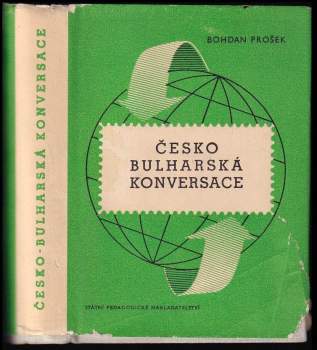 ČESKO-BULHARSKÁ KONVERSACE
BOHDAN PROŠEK
ČESKO
BULHARSKÁ
KONVERSACE
STÁTNÍ PEDAGOGICKÉ NAKLADATELSTVÍ